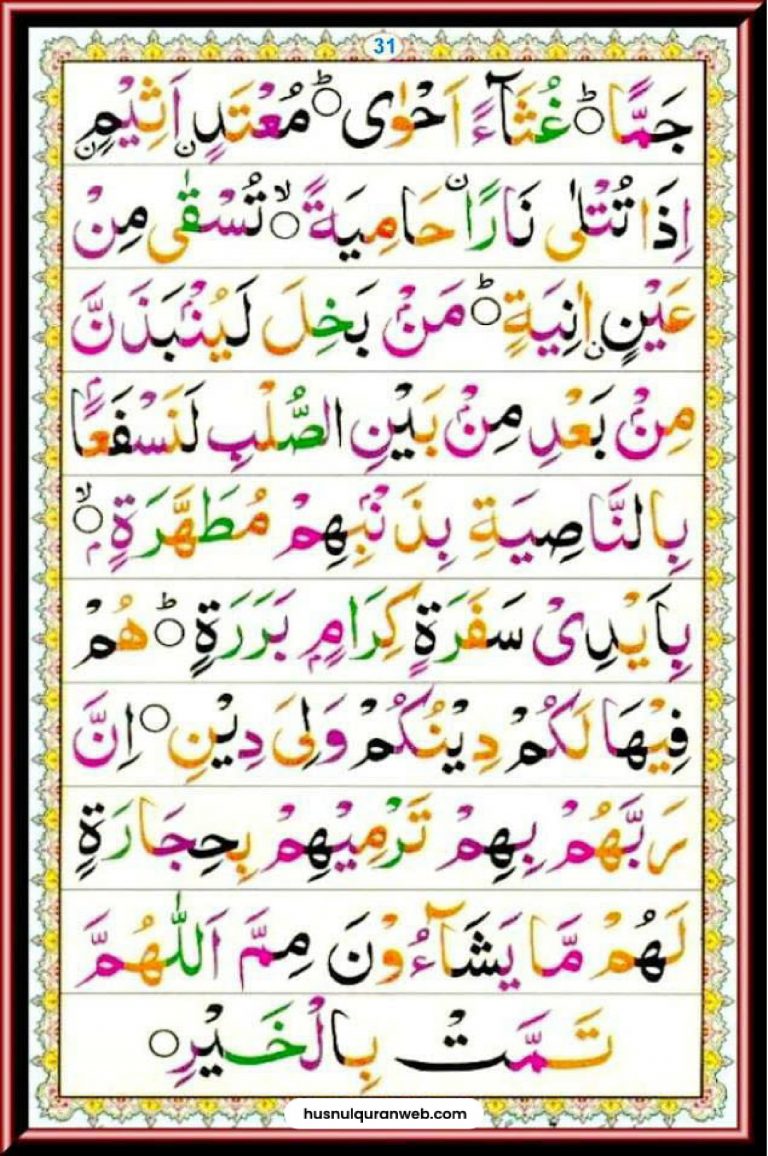 31
جَمًّا ؕ غُثَآءً اَحْوٰى ؕ مُعْتَدٍ اَثِيْمٍ
اِذَا تُتْلٰى نَارًا حَامِيَةً ۙ تُسْقٰى مِنْ
عَيْنٍ اٰنِيَةٍ ؕ مَنْۢ بَخِلَ لَيُنْۢبَذَنَّ
مِنْۢ بَعْدِ مِنْۢ بَيْنِ الصُّلْبِ لَنَسْفَعًاۢ
بِالنَّاصِيَةِ بِذَنْۢبِهِمْ مُطَهَّرَةٍۭ ۙ
بِاَيْدِىْ سَفَرَةٍ كِرَامٍۭ بَرَرَةٍ ؕ هُمْ
فِيْهَا لَكُمْ دِيْنُكُمْ وَلِىَ دِيْنِ ۝ اِنَّ
رَبَّهُمْ بِهِمْ تَرْمِيْهِمْ بِحِجَارَةٍ
لَهُمْ مَّا يَشَآءُوْنَ مِمَّ اَللّٰهُمَّ
تَمَّتْ بِالْخَيْرِ ۝
husnulquranweb.com